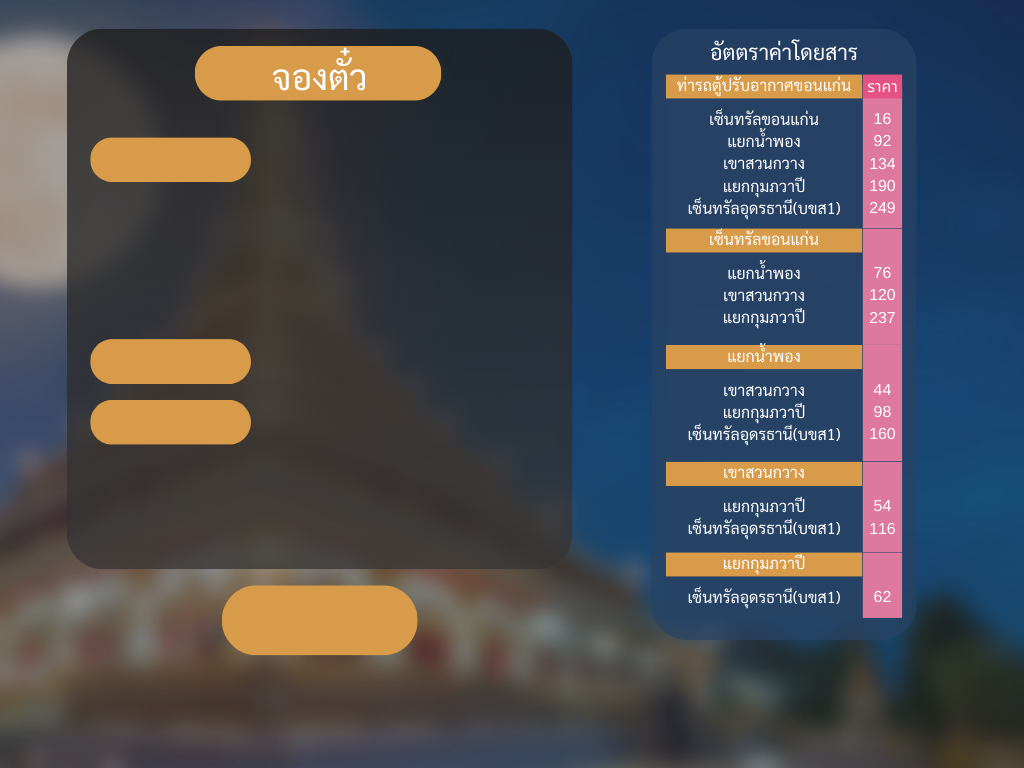 จองตั๋ว
อัตตราค่าโดยสาร
ท่ารถตู้ปรับอากาศขอนแก่น ราคา
เซ็นทรัลขอนแก่น 16
แยกน้ำพอง 92
เขาสวนกวาง 134
แยกกุมภวาปี 190
เซ็นทรัลอุดรธานี(บขส1) 249
เซ็นทรัลขอนแก่น
แยกน้ำพอง 76
เขาสวนกวาง 120
แยกกุมภวาปี 237
แยกน้ำพอง
เขาสวนกวาง 44
แยกกุมภวาปี 98
เซ็นทรัลอุดรธานี(บขส1) 160
เขาสวนกวาง
แยกกุมภวาปี 54
เซ็นทรัลอุดรธานี(บขส1) 116
แยกกุมภวาปี
เซ็นทรัลอุดรธานี(บขส1) 62